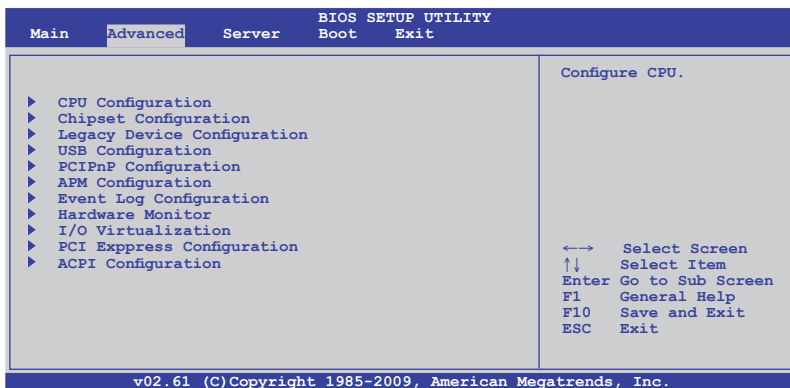 BIOS SETUP UTILITY
Main Advanced Server Boot Exit
Configure CPU.
CPU Configuration
Chipset Configuration
Legacy Device Configuration
USB Configuration
PCIPnP Configuration
APM Configuration
Event Log Configuration
Hardware Monitor
I/O Virtualization
PCI Exppress Configuration
ACPI Configuration
←→ Select Screen
↑↓ Select Item
Enter Go to Sub Screen
F1 General Help
F10 Save and Exit
ESC Exit
v02.61 (C)Copyright 1985-2009, American Megatrends, Inc.